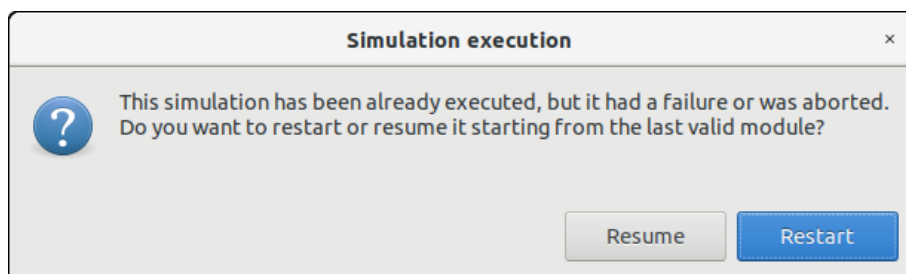 Simulation execution
×
?
This simulation has been already executed, but it had a failure or was aborted.
Do you want to restart or resume it starting from the last valid module?
Resume
Restart